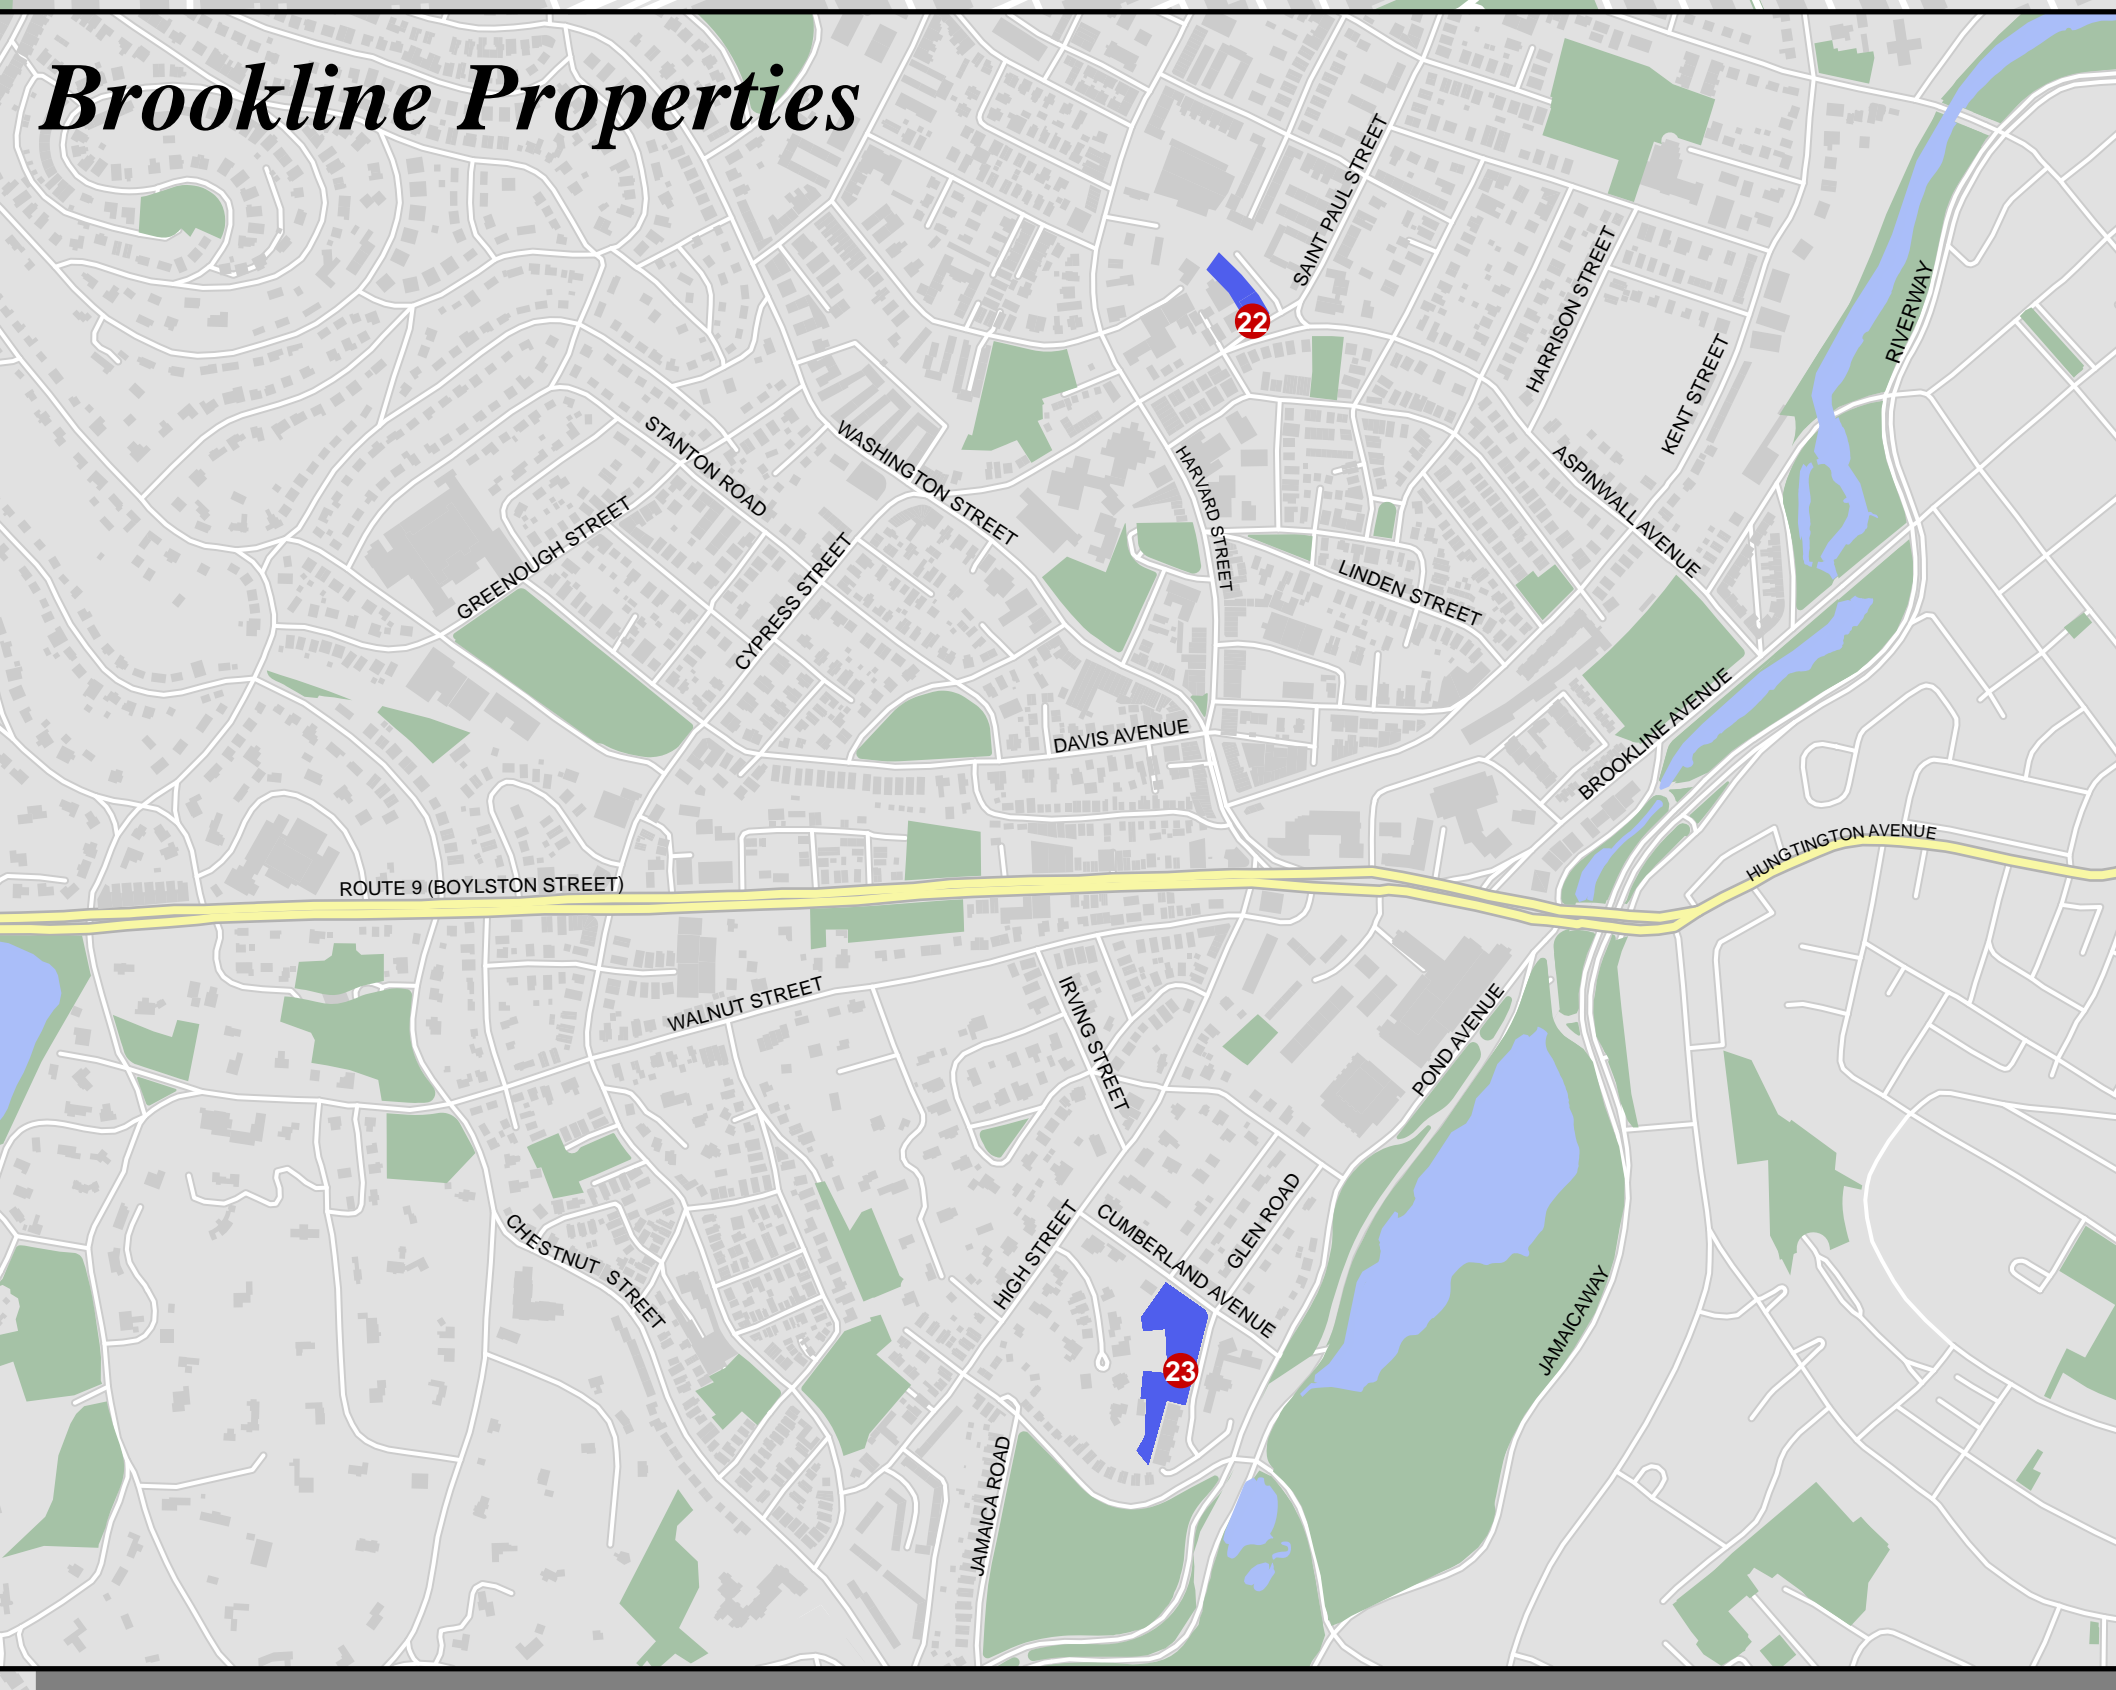 Brookline Properties
SAINT PAUL STREET
HARRISON STREET
RIVERWAY
22
KENT STREET
STANTON ROAD
WASHINGTON STREET
HARVARD STREET
ASPINWALL AVENUE
GREENOUGH STREET
CYPRESS STREET
LINDEN STREET
BROOKLINE AVENUE
DAVIS AVENUE
HUNGTINGTON AVENUE
ROUTE 9 (BOYLSTON STREET)
WALNUT STREET
IRVING STREET
POND AVENUE
CHESTNUT STREET
HIGH STREET
CUMBERLAND AVENUE
GLEN ROAD
JAMAICAWAY
23
JAMAICA ROAD